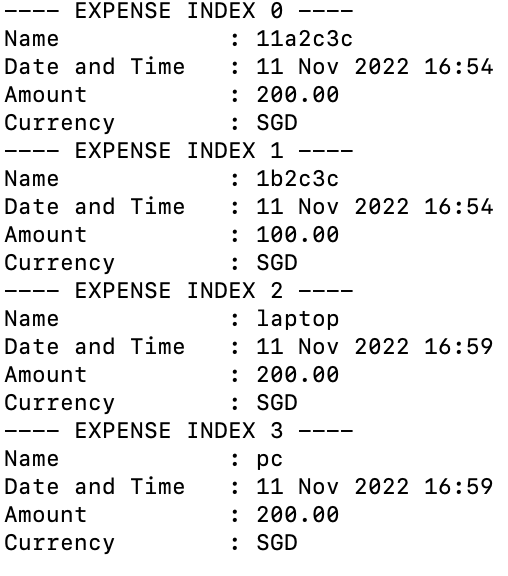 ---- EXPENSE INDEX 0 ----
Name : 11a2c3c
Date and Time : 11 Nov 2022 16:54
Amount : 200.00
Currency : SGD
---- EXPENSE INDEX 1 ----
Name : 1b2c3c
Date and Time : 11 Nov 2022 16:54
Amount : 100.00
Currency : SGD
---- EXPENSE INDEX 2 ----
Name : laptop
Date and Time : 11 Nov 2022 16:59
Amount : 200.00
Currency : SGD
---- EXPENSE INDEX 3 ----
Name : pc
Date and Time : 11 Nov 2022 16:59
Amount : 200.00
Currency : SGD